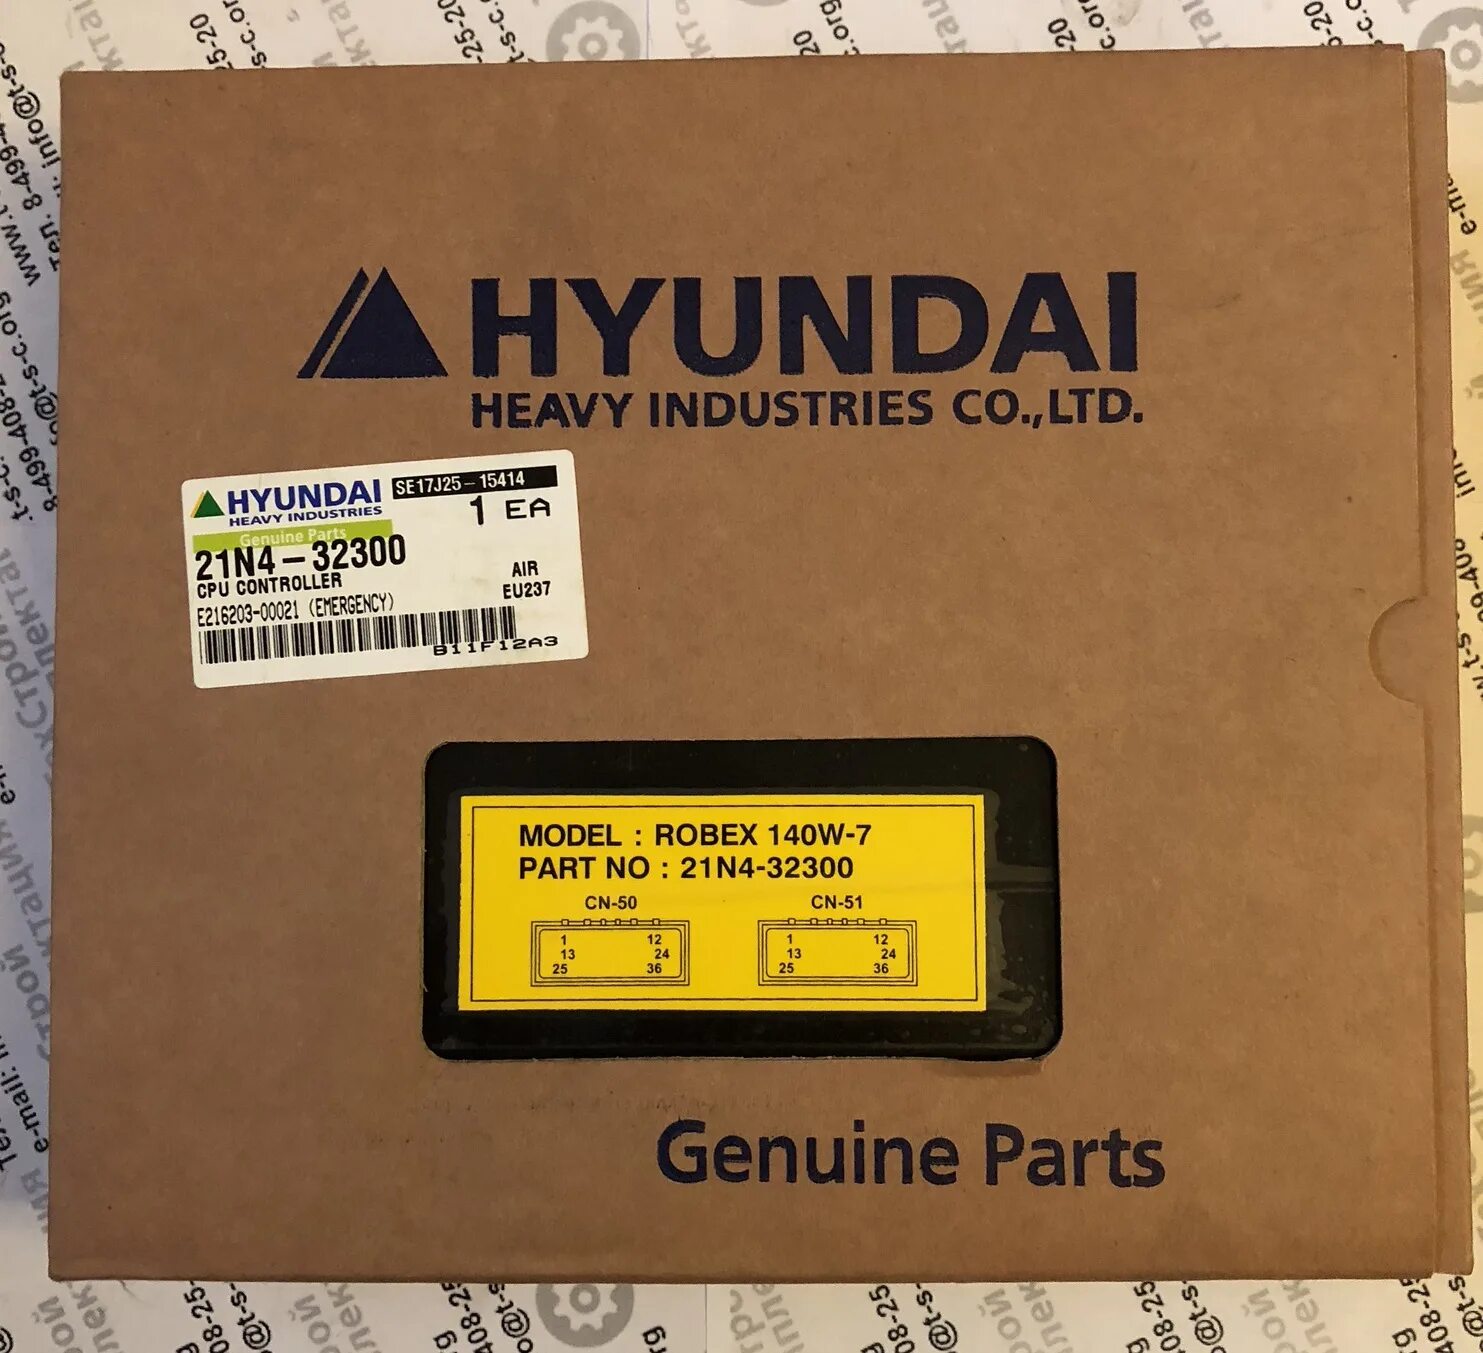 HYUNDAI
HEAVY INDUSTRIES CO.,LTD.
HYUNDAI
HEAVY INDUSTRIES
SE17J25-15414
1 EA
Genuine Parts
21N4-32300
CPU CONTROLLER
AIR
E216203-00021 (EMERGENCY)
EU237
B11F12A3
MODEL : ROBEX 140W-7
PART NO : 21N4-32300
CN-50 CN-51
1 12 1 12
13 24 13 24
25 36 25 36
Genuine Parts